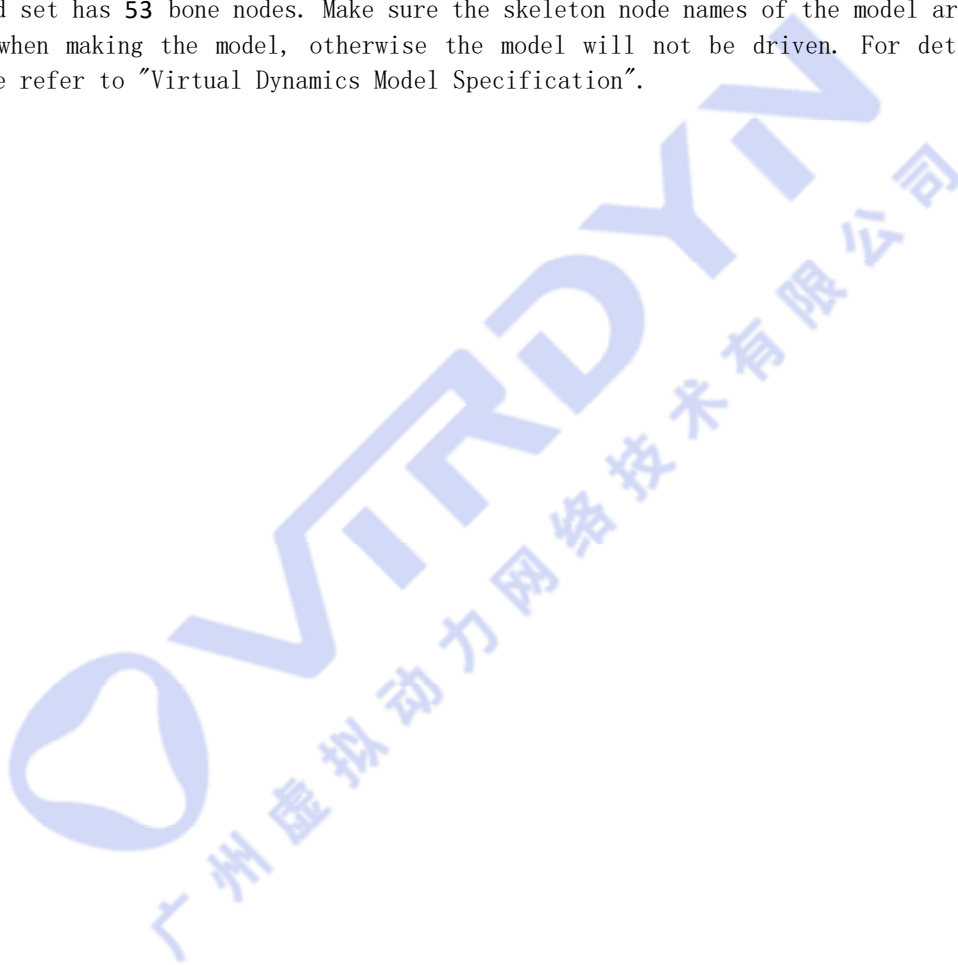 d set has 53 bone nodes. Make sure the skeleton node names of the model ar
when making the model, otherwise the model will not be driven. For det
e refer to "Virtual Dynamics Model Specification".
VIRDYN
广州虚拟动力网络技术有限公司